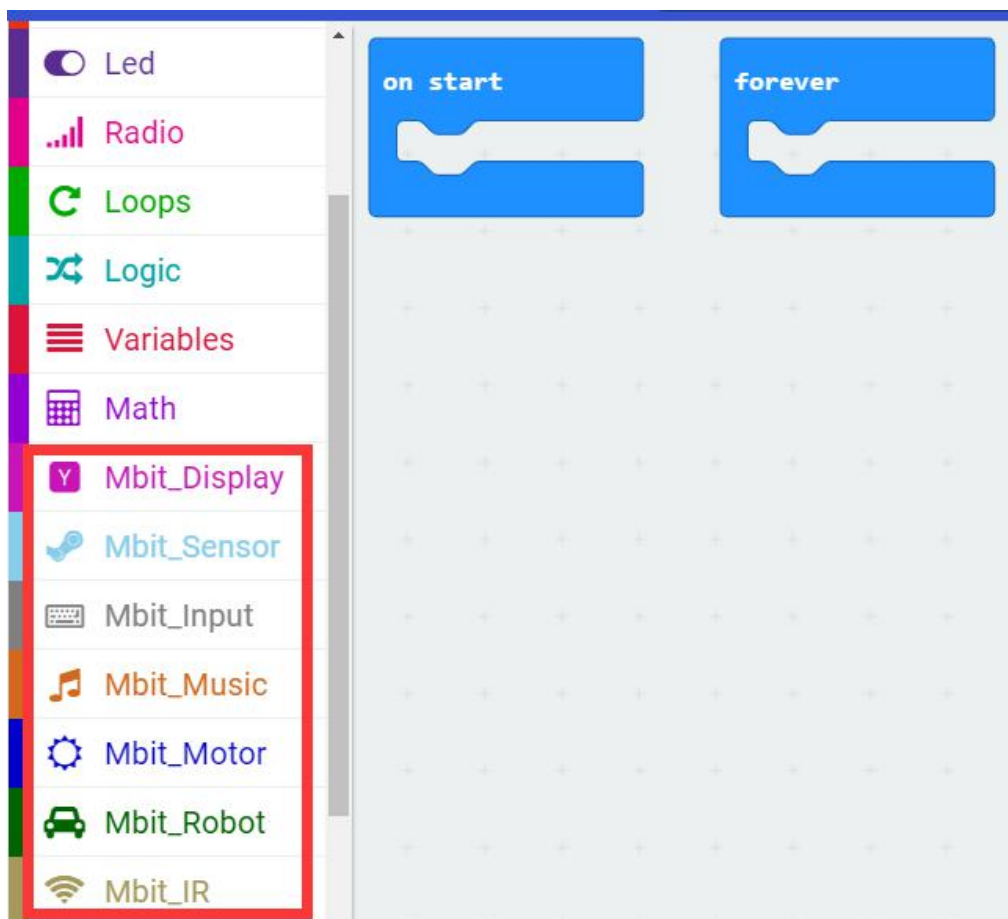 Led
Radio
Loops
Logic
Variables
Math
Mbit_Display
Mbit_Sensor
Mbit_Input
Mbit_Music
Mbit_Motor
Mbit_Robot
Mbit_IR
on start
forever